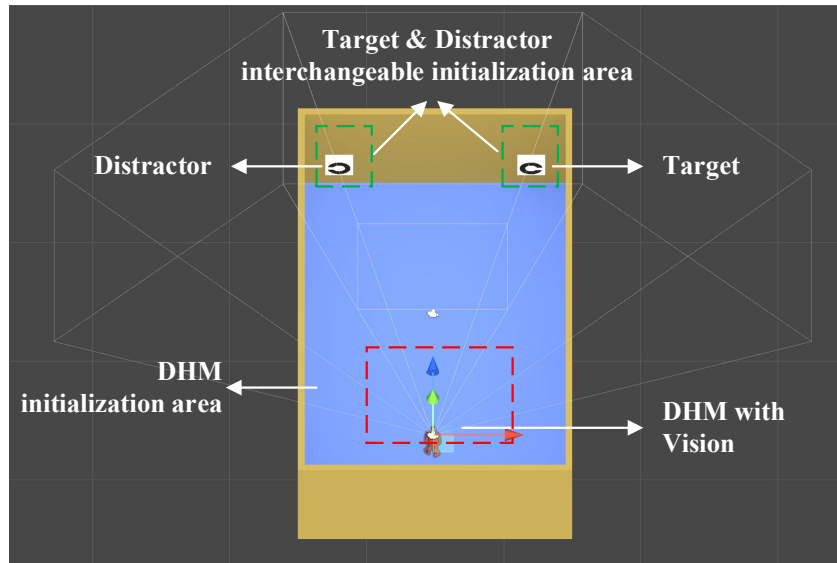 Target & Distractor
interchangeable initialization area
Distractor
Target
DHM
initialization area
DHM with
Vision